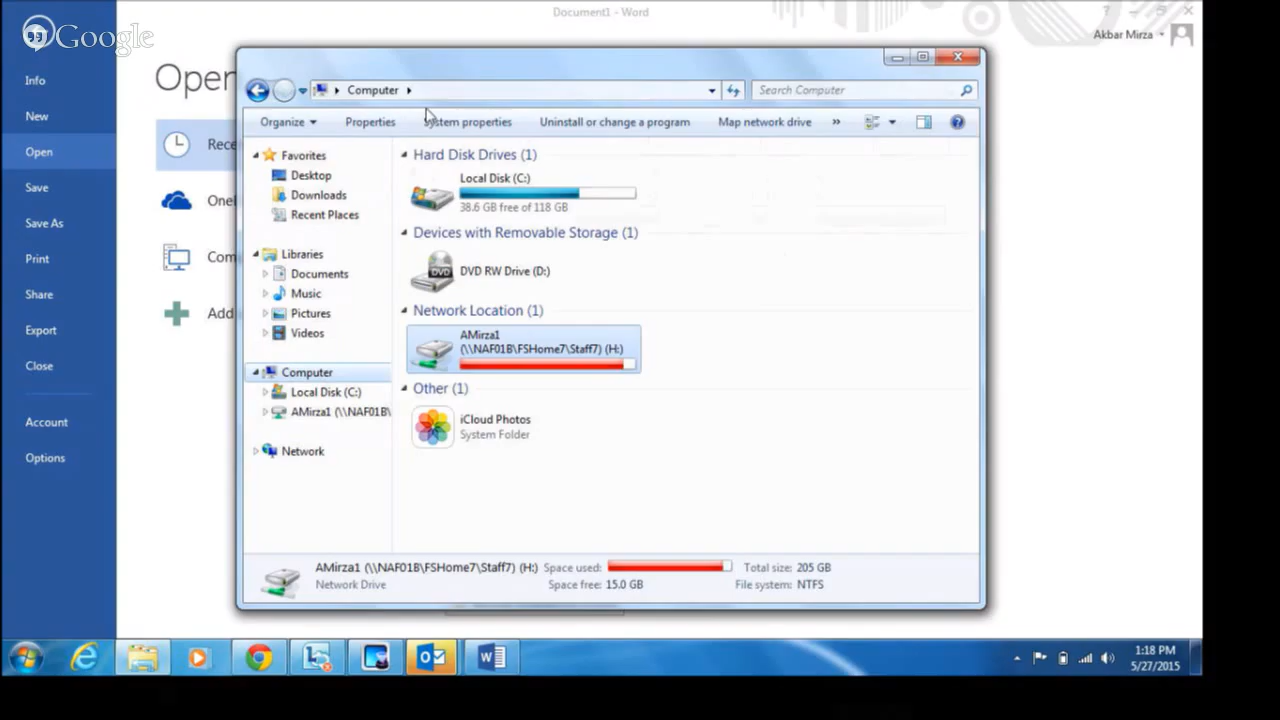 Document1 - Word
Google
Akbar Mirza
Info
New
Open
Save
Save As
Print
Share
Export
Close
Account
Options
Open
Rece
One
Com
Add
Computer
Search Computer
Organize
Properties
System properties
Uninstall or change a program
Map network drive
»
Favorites
Desktop
Downloads
Recent Places
Libraries
Documents
Music
Pictures
Videos
Computer
Local Disk (C:)
AMirza1 (\\NAF01B\
Network
Hard Disk Drives (1)
Local Disk (C:)
38.6 GB free of 118 GB
Devices with Removable Storage (1)
DVD
DVD RW Drive (D:)
Network Location (1)
AMirza1
(\\NAF01B\FSHome7\Staff7) (H:)
Other (1)
iCloud Photos
System Folder
AMirza1 (\\NAF01B\FSHome7\Staff7) (H:) Space used: Total size: 205 GB
Network Drive Space free: 15.0 GB File system: NTFS
1:18 PM
5/27/2015